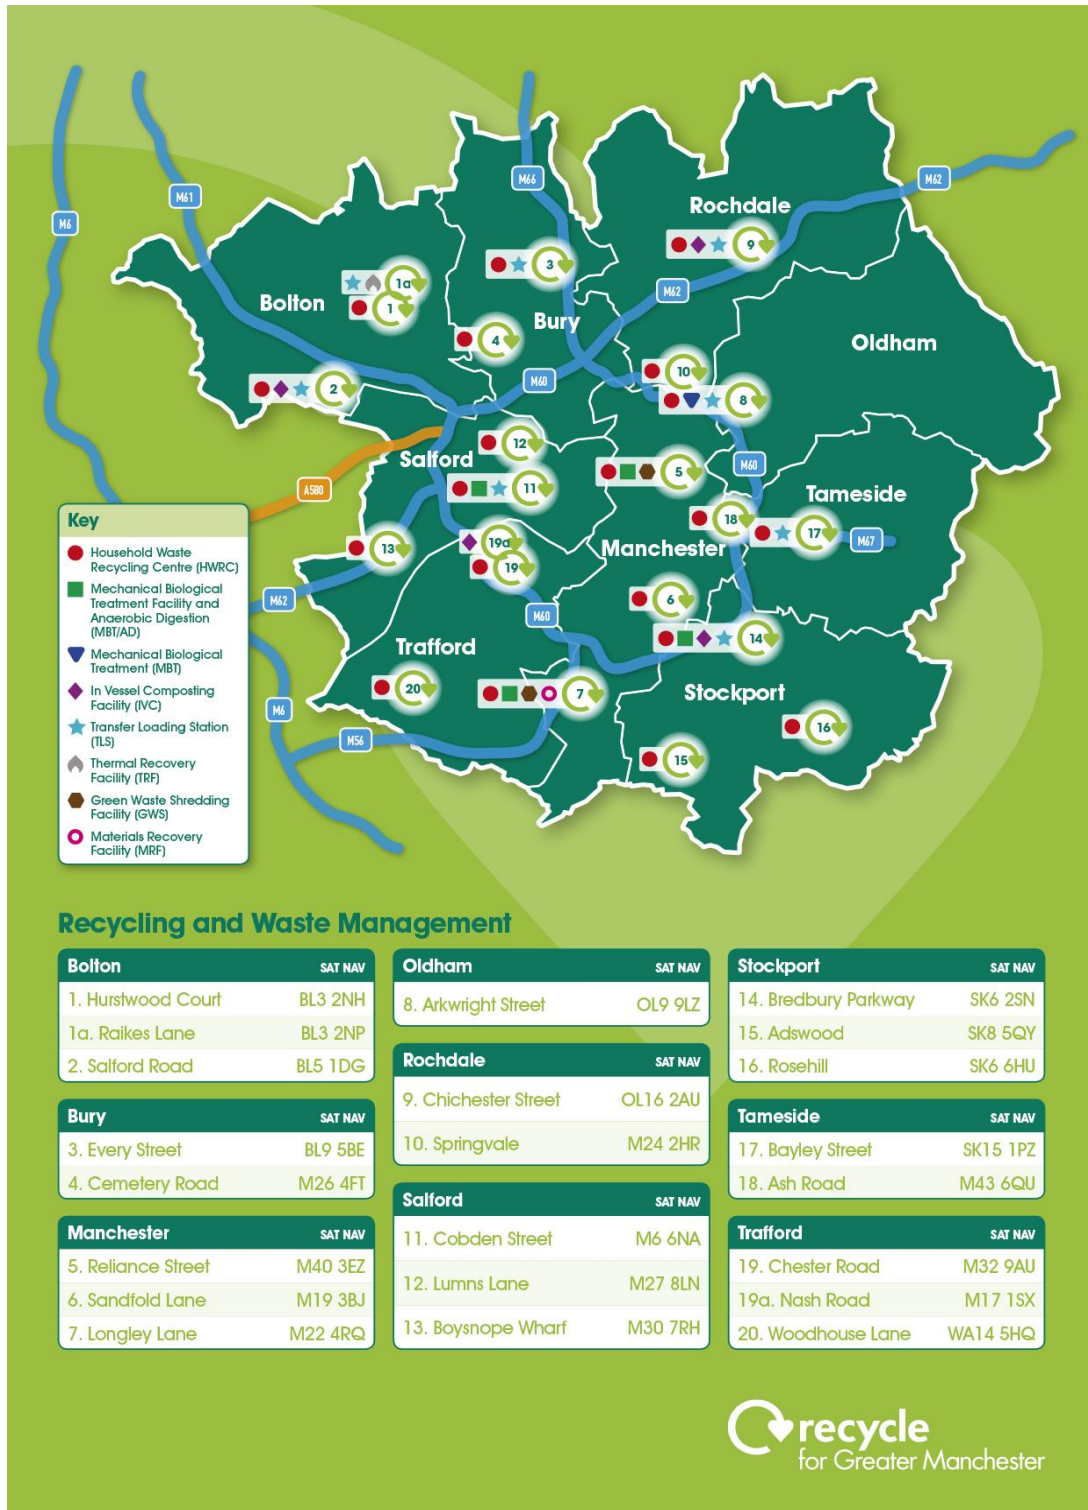 M6
M61
M66
M62
Rochdale
9
3
1a
1
Bolton
M62
Bury
4
Oldham
10
M60
2
8
12
Salford
M60
5
A580
11
Tameside
18
17
M67
13
19a
Manchester
19
M62
6
M60
14
Trafford
20
7
Stockport
M6
16
M56
15
Key
Household Waste
Recycling Centre (HWRC)
Mechanical Biological
Treatment Facility and
Anaerobic Digestion
(MBT/AD)
Mechanical Biological
Treatment (MBT)
In Vessel Composting
Facility (IVC)
Transfer Loading Station
(TLS)
Thermal Recovery
Facility (TRF)
Green Waste Shredding
Facility (GWS)
Materials Recovery
Facility (MRF)
Recycling and Waste Management
Bolton SAT NAV
1. Hurstwood Court BL3 2NH
1a. Raikes Lane BL3 2NP
2. Salford Road BL5 1DG
Bury SAT NAV
3. Every Street BL9 5BE
4. Cemetery Road M26 4FT
Manchester SAT NAV
5. Reliance Street M40 3EZ
6. Sandfold Lane M19 3BJ
7. Longley Lane M22 4RQ
Oldham SAT NAV
8. Arkwright Street OL9 9LZ
Rochdale SAT NAV
9. Chichester Street OL16 2AU
10. Springvale M24 2HR
Salford SAT NAV
11. Cobden Street M6 6NA
12. Lumns Lane M27 8LN
13. Boysnope Wharf M30 7RH
Stockport SAT NAV
14. Bredbury Parkway SK6 2SN
15. Adswood SK8 5QY
16. Rosehill SK6 6HU
Tameside SAT NAV
17. Bayley Street SK15 1PZ
18. Ash Road M43 6QU
Trafford SAT NAV
19. Chester Road M32 9AU
19a. Nash Road M17 1SX
20. Woodhouse Lane WA14 5HQ
recycle
for Greater Manchester